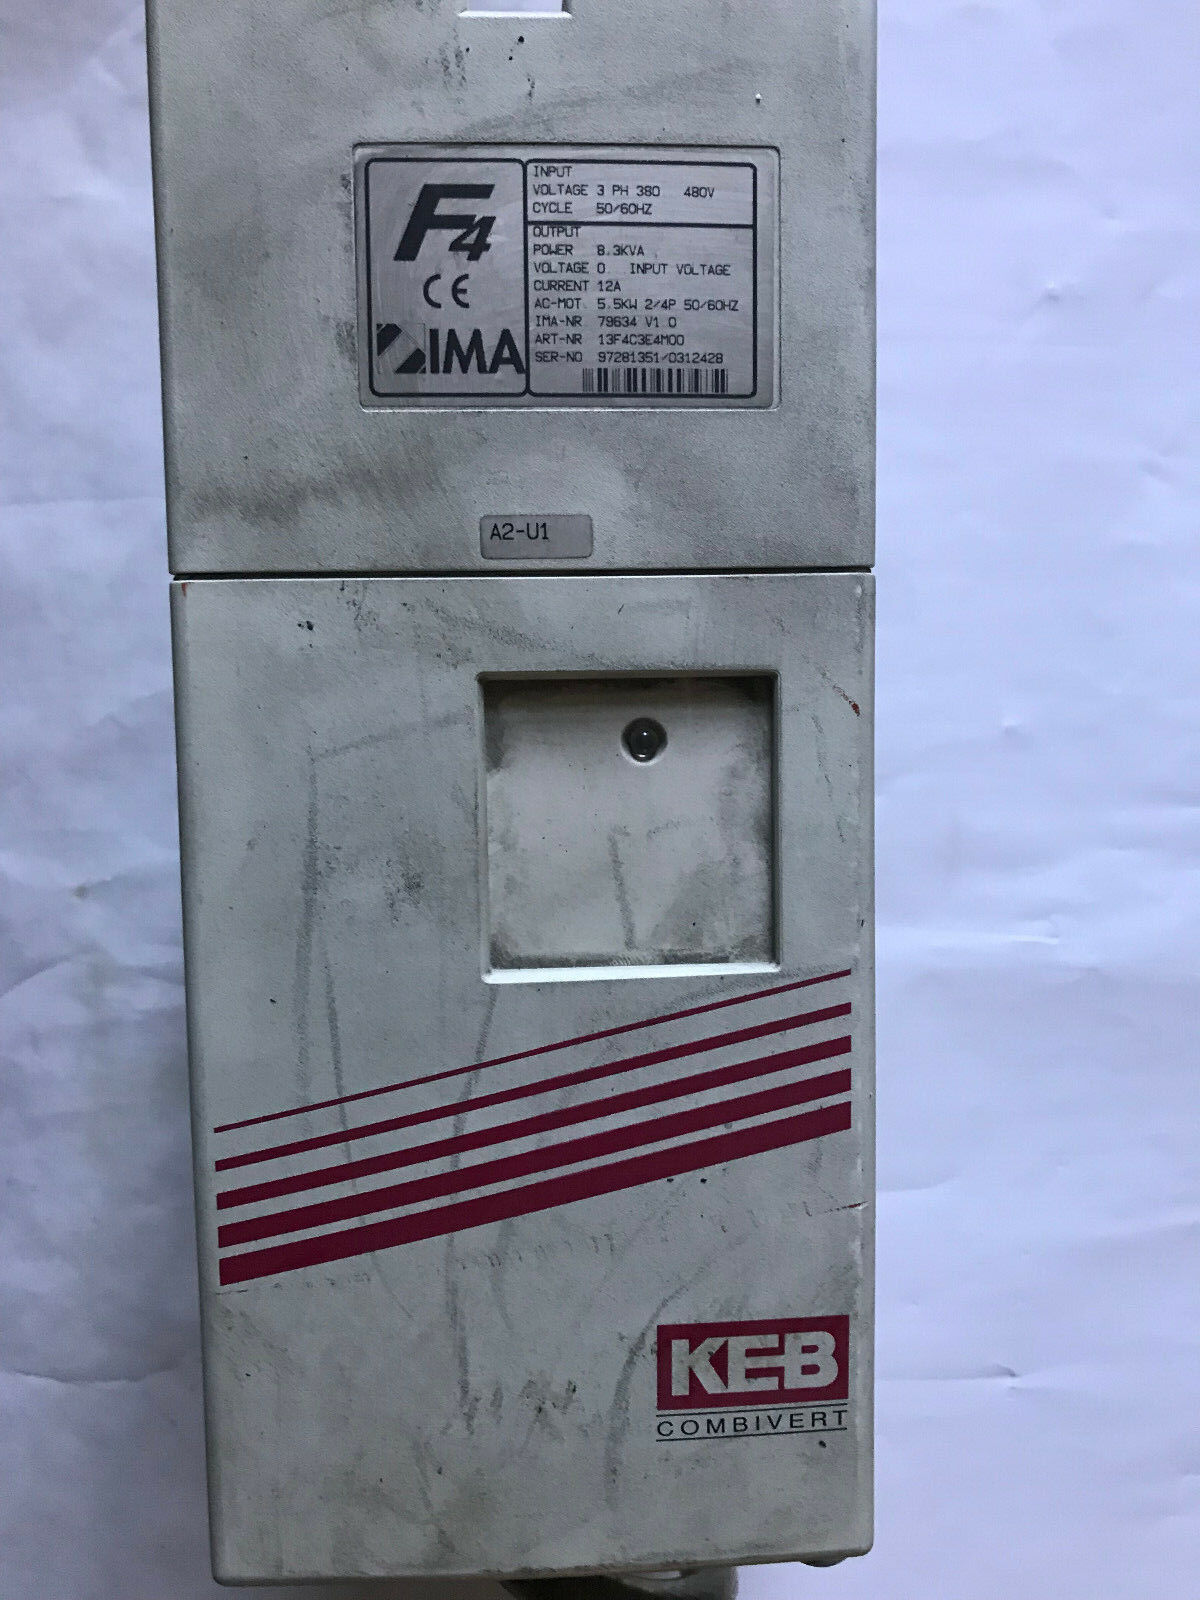 F4
CE
IMA
INPUT
VOLTAGE 3 PH 380 480V
CYCLE 50/60HZ
OUTPUT
POWER 8.3KVA
VOLTAGE 0 INPUT VOLTAGE
CURRENT 12A
AC-MOT. 5.5KW 2/4P 50/60HZ
IMA-NR 79634 V1.0
ART-NR 13F4C3E4M00
SER-NO 97281351/0312428
A2-U1
KEB
COMBIVERT